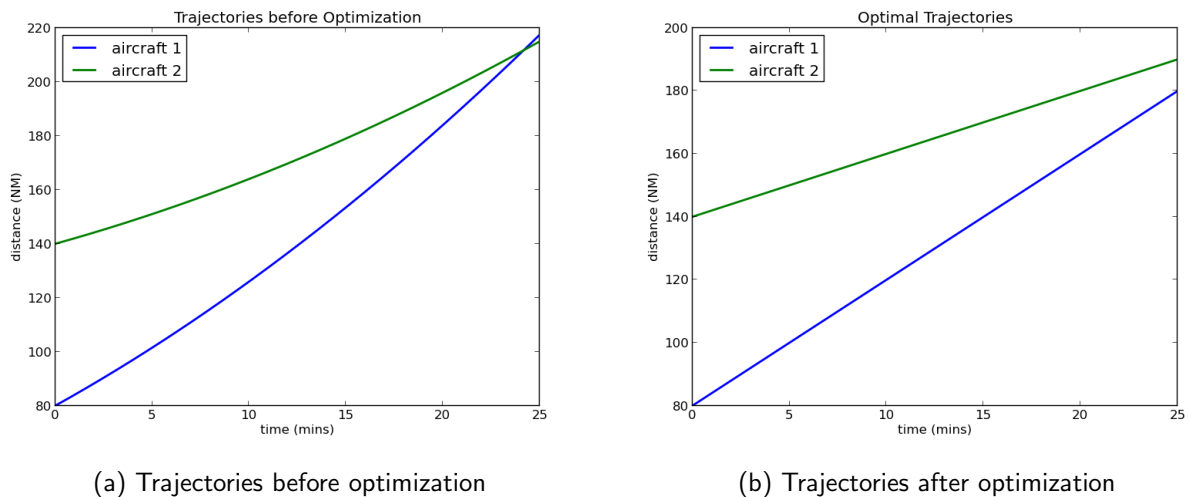 Trajectories before Optimization
220
200
180
160
140
120
100
80
distance (NM)
aircraft 1
aircraft 2
0 5 10 15 20 25
time (mins)
(a) Trajectories before optimization
Optimal Trajectories
200
180
160
140
120
100
80
distance (NM)
aircraft 1
aircraft 2
0 5 10 15 20 25
time (mins)
(b) Trajectories after optimization